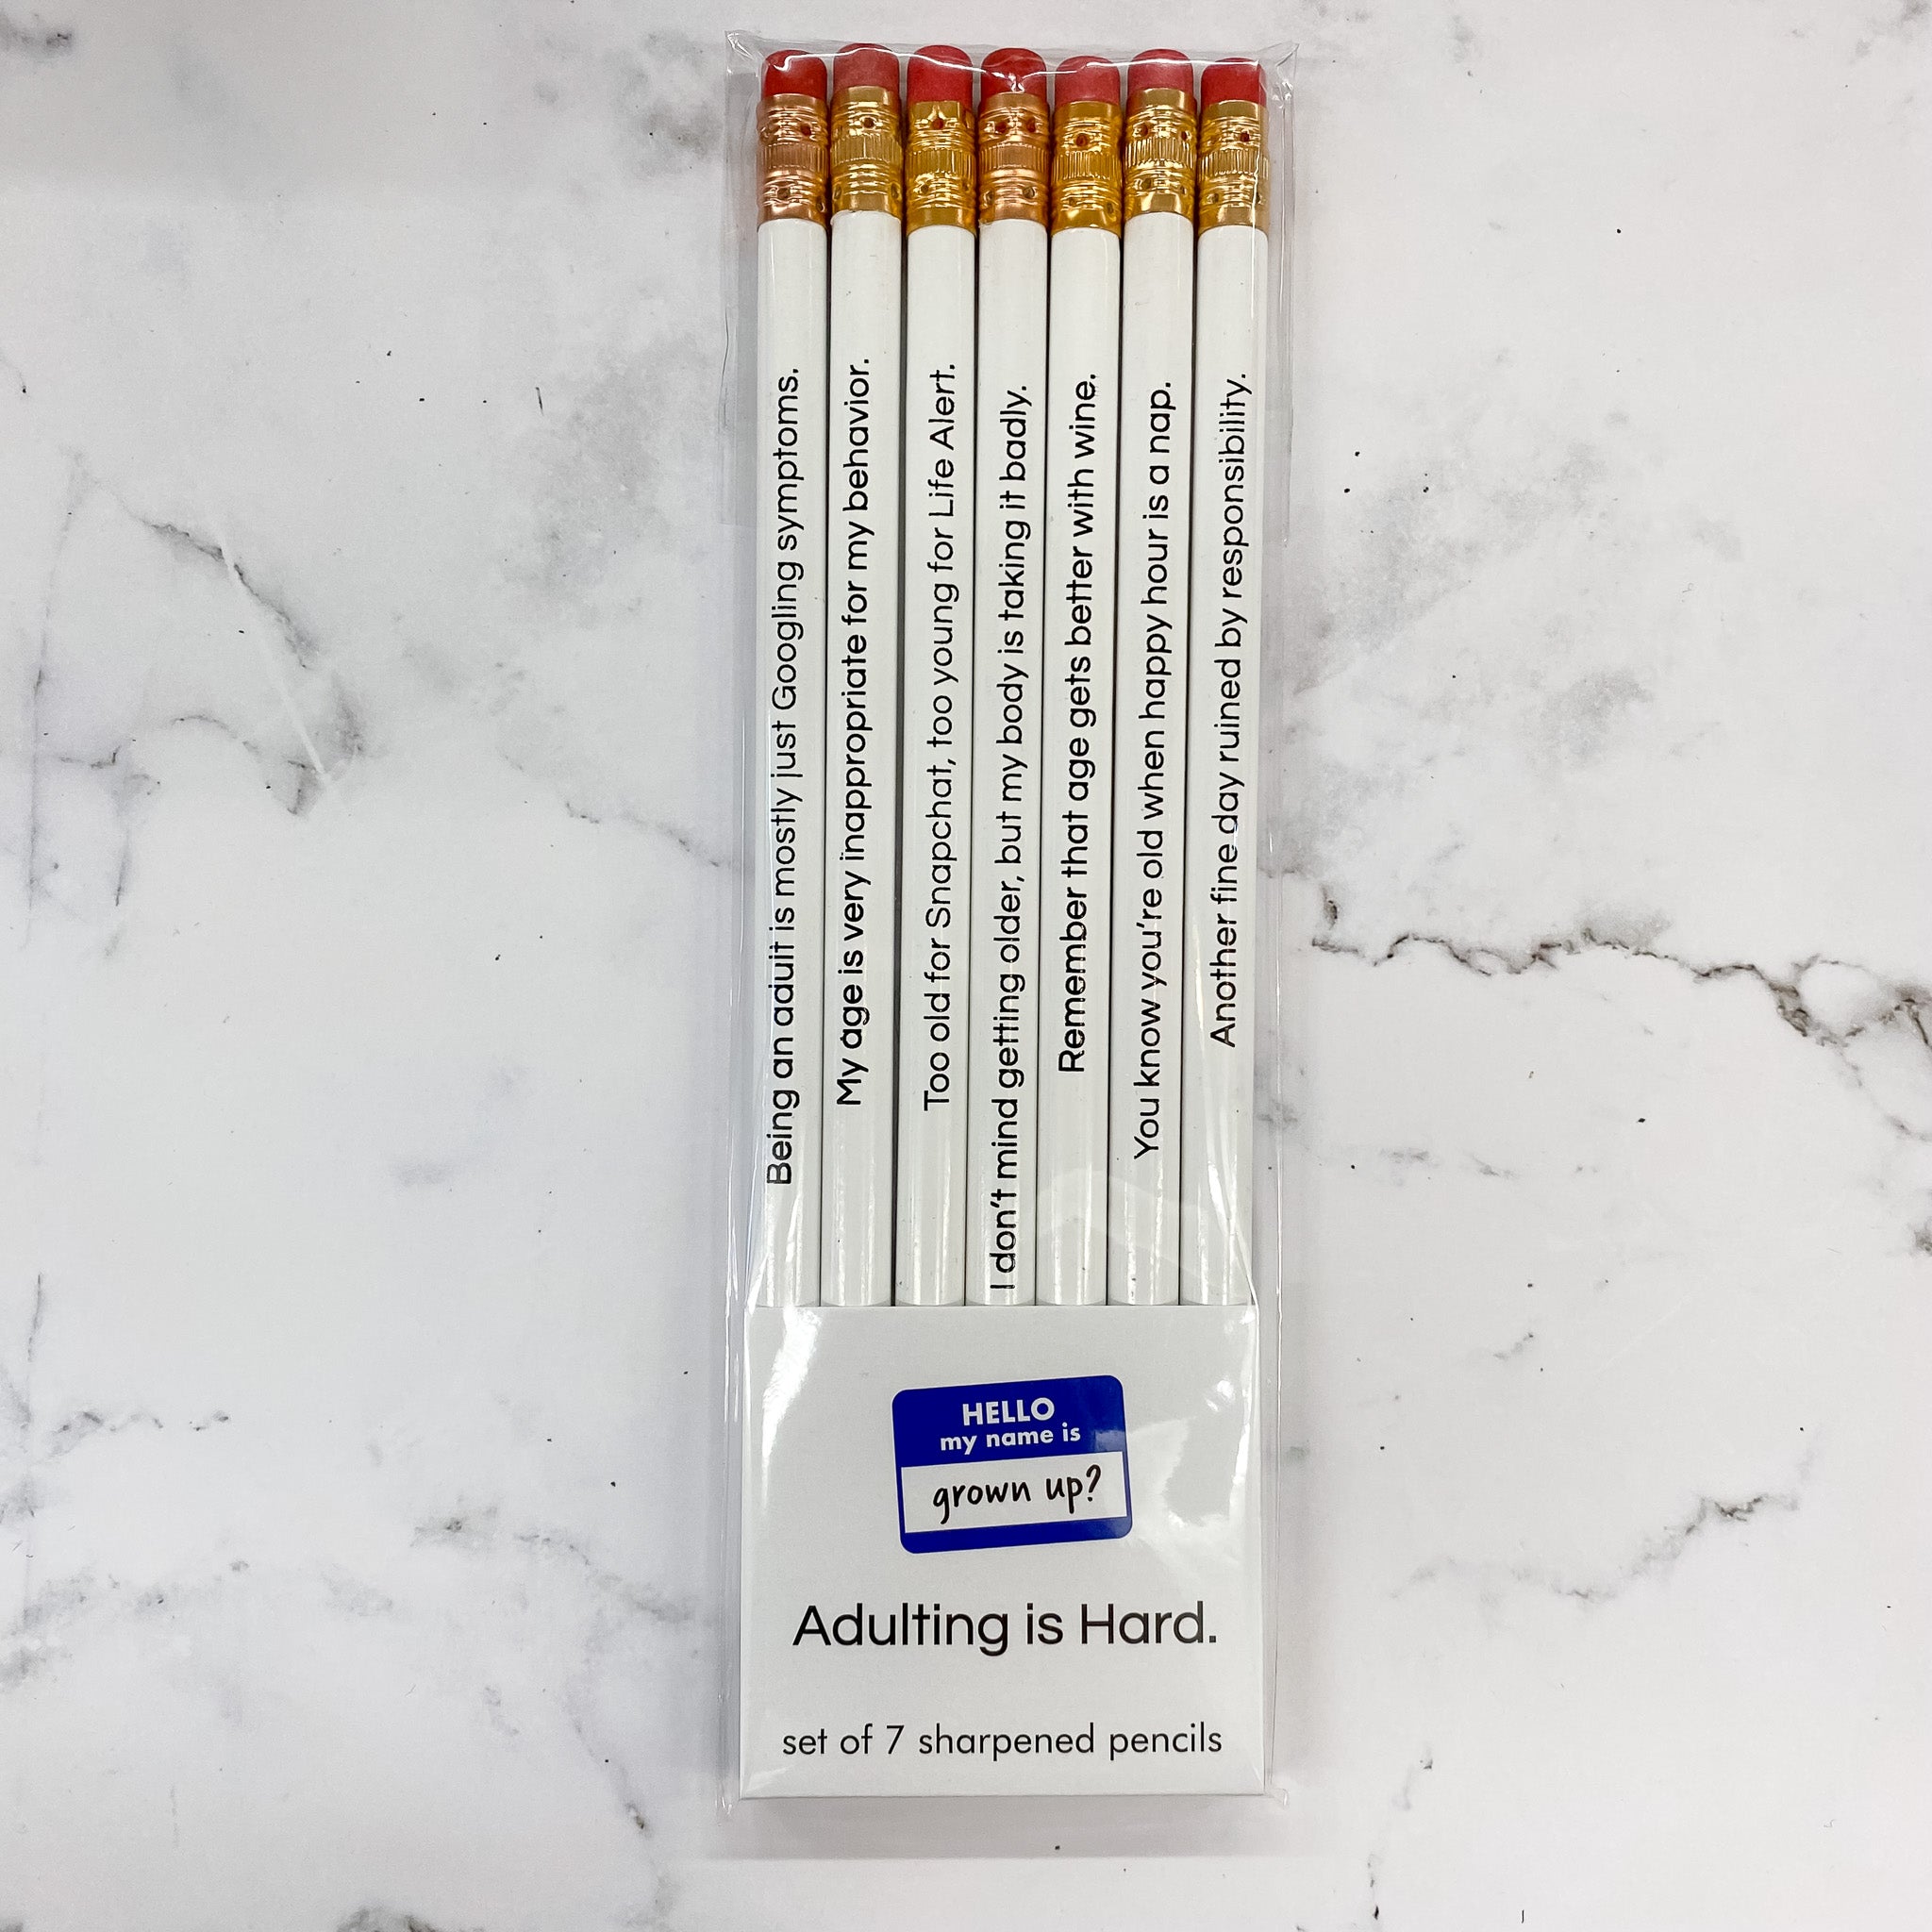 Being an adult is mostly just Googling symptoms.
My age is very inappropriate for my behavior.
Too old for Snapchat, too young for Life Alert.
I don't mind getting older, but my body is taking it badly.
Remember that age gets better with wine.
You know you're old when happy hour is a nap.
Another fine day ruined by responsibility.
HELLO
my name is
grown up?
Adulting is Hard.
set of 7 sharpened pencils